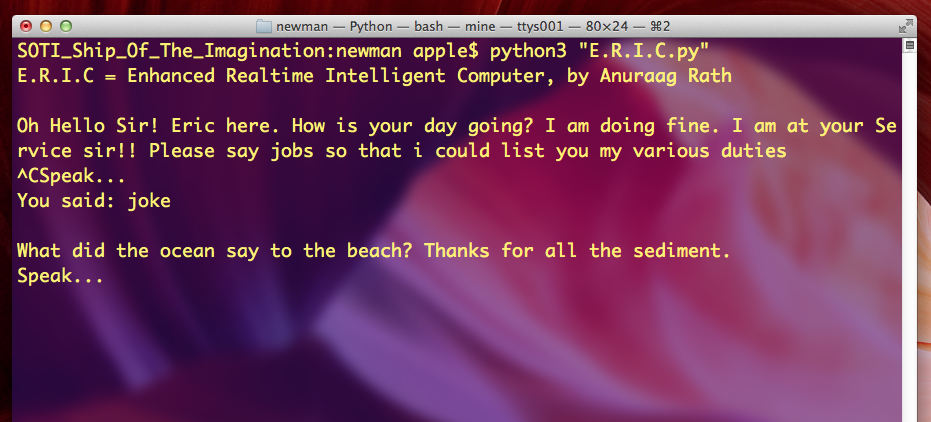 newman — Python — bash — mine — ttys001 — 80×24 — ⌘2
SOTI_Ship_Of_The_Imagination:newman apple$ python3 "E.R.I.C.py"
E.R.I.C = Enhanced Realtime Intelligent Computer, by Anuraag Rath
Oh Hello Sir! Eric here. How is your day going? I am doing fine. I am at your Se
rvice sir!! Please say jobs so that i could list you my various duties
^CSpeak...
You said: joke
What did the ocean say to the beach? Thanks for all the sediment.
Speak...